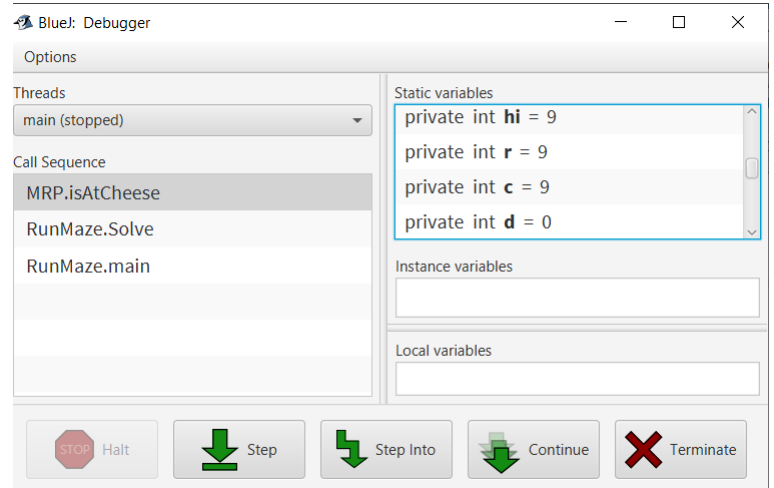 BlueJ: Debugger
Options
Threads
main (stopped)
Call Sequence
MRP.isAtCheese
RunMaze.Solve
RunMaze.main
Static variables
private int hi = 9
private int r = 9
private int c = 9
private int d = 0
Instance variables
Local variables
STOP Halt
Step
Step Into
Continue
Terminate